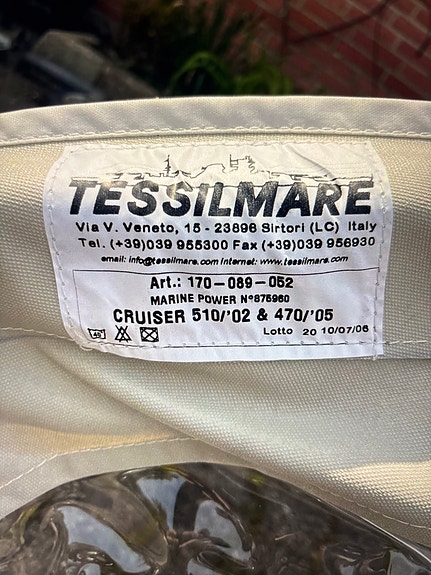 TESSILMARE
Via V. Veneto, 15 - 23896 Sirtori (LC) Italy
Tel. (+39)039 955300 Fax (+39)039 956930
email: info@tessilmare.com Internet: www.tessilmare.com
Art.: 170-089-052
MARINE POWER N°875960
CRUISER 510/'02 & 470/'05
40° Lotto 20 10/07/06